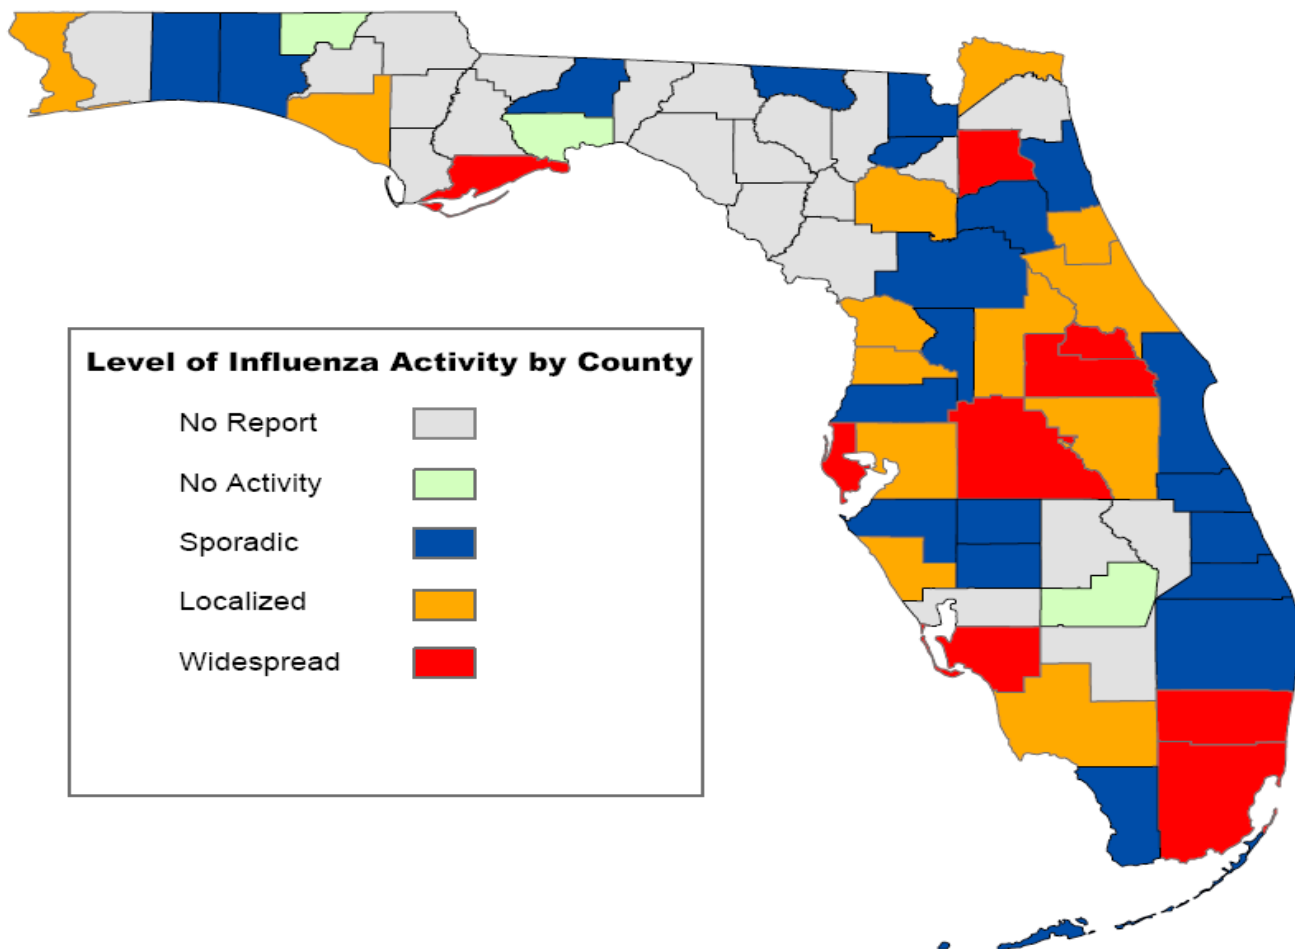 Level of Influenza Activity by County
No Report
No Activity
Sporadic
Localized
Widespread